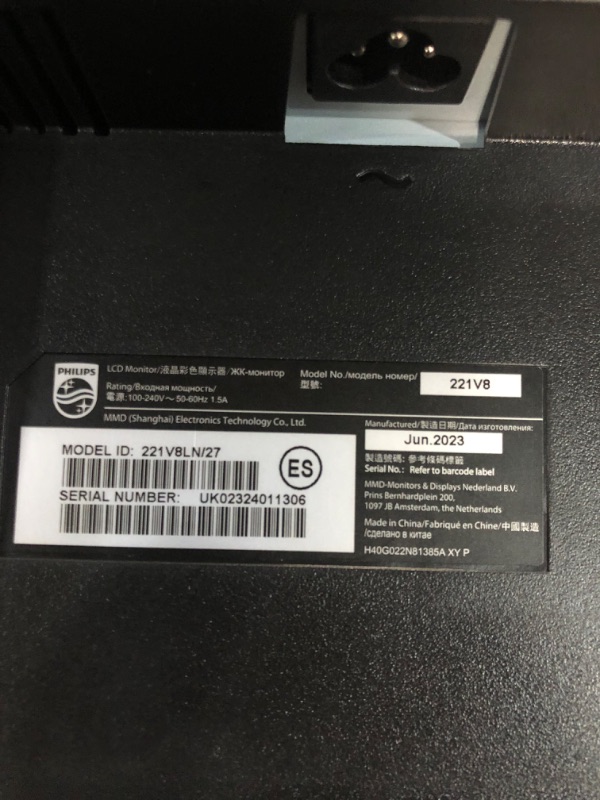 PHILIPS
LCD Monitor/液晶彩色顯示器/ЖК-монитор
Rating/Входная мощность/
電源:100-240V~ 50-60Hz 1.5A
Model No./модель номер/
型號:
221V8
MMD (Shanghai) Electronics Technology Co., Ltd.
MODEL ID: 221V8LN/27
ES
SERIAL NUMBER: UK02324011306
Manufactured/製造日期/Дата изготовления:
Jun.2023
製造號碼: 參考條碼標籤
Serial No.: Refer to barcode label
MMD-Monitors & Displays Nederland B.V.
Prins Bernhardplein 200,
1097 JB Amsterdam, the Netherlands
Made in China/Fabriqué en Chine/中國製造
/сделано в китае
H40G022N81385A XY P